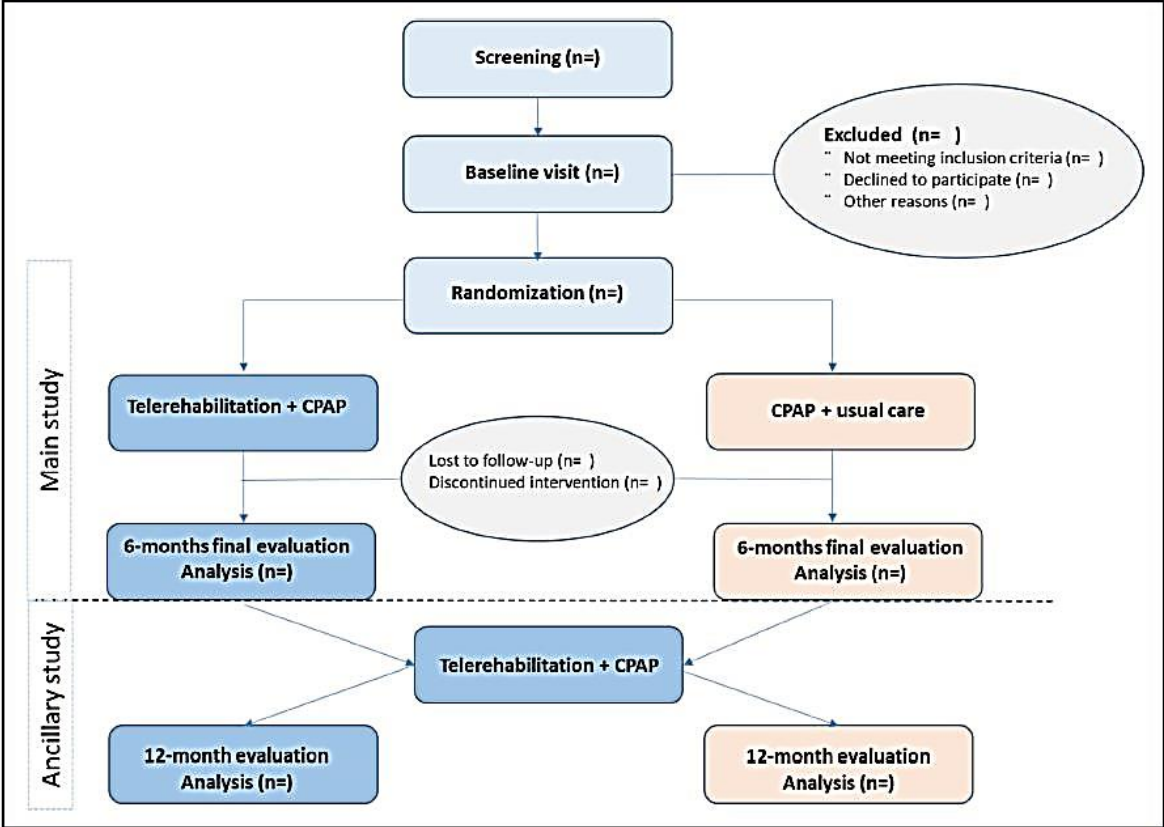 Screening (n=)
Baseline visit (n=)
Excluded (n= )
¨ Not meeting inclusion criteria (n= )
¨ Declined to participate (n= )
¨ Other reasons (n= )
Randomization (n=)
Main study
Telerehabilitation + CPAP
CPAP + usual care
Lost to follow-up (n= )
Discontinued intervention (n= )
6-months final evaluation
Analysis (n=)
6-months final evaluation
Analysis (n=)
Ancillary study
Telerehabilitation + CPAP
12-month evaluation
Analysis (n=)
12-month evaluation
Analysis (n=)